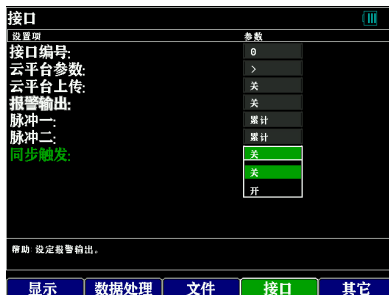 接口
设置项 参数
接口编号: 0
云平台参数: >
云平台上传: 关
报警输出: 关
脉冲一: 累计
脉冲二: 累计
同步触发: 关
关
开
帮助: 设定报警输出。
显示 数据处理 文件 接口 其它